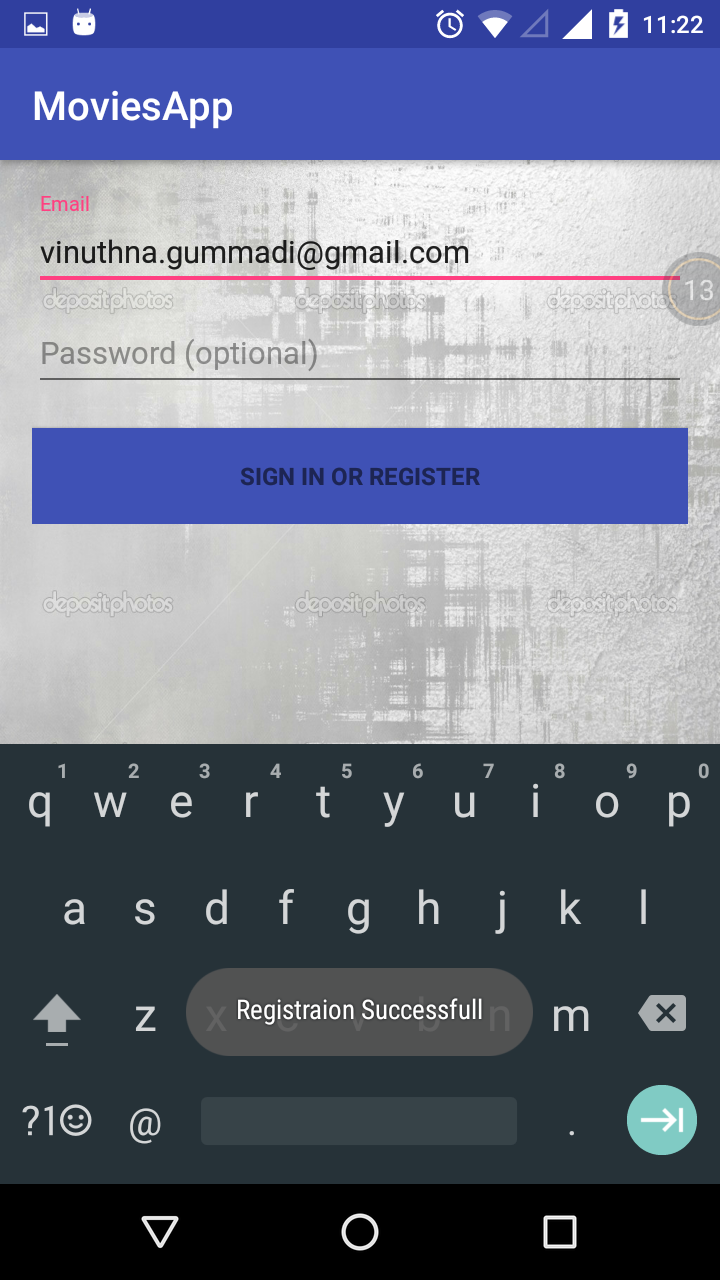 11:22
MoviesApp
Email
vinuthna.gummadi@gmail.com
depositphotos depositphotos depositphotos
13
Password (optional)
SIGN IN OR REGISTER
depositphotos depositphotos depositphotos
1 2 3 4 5 6 7 8 9 0
q w e r t y u i o p
a s d f g h j k l
z x c v b n m
Registraion Successfull
?1 @ .